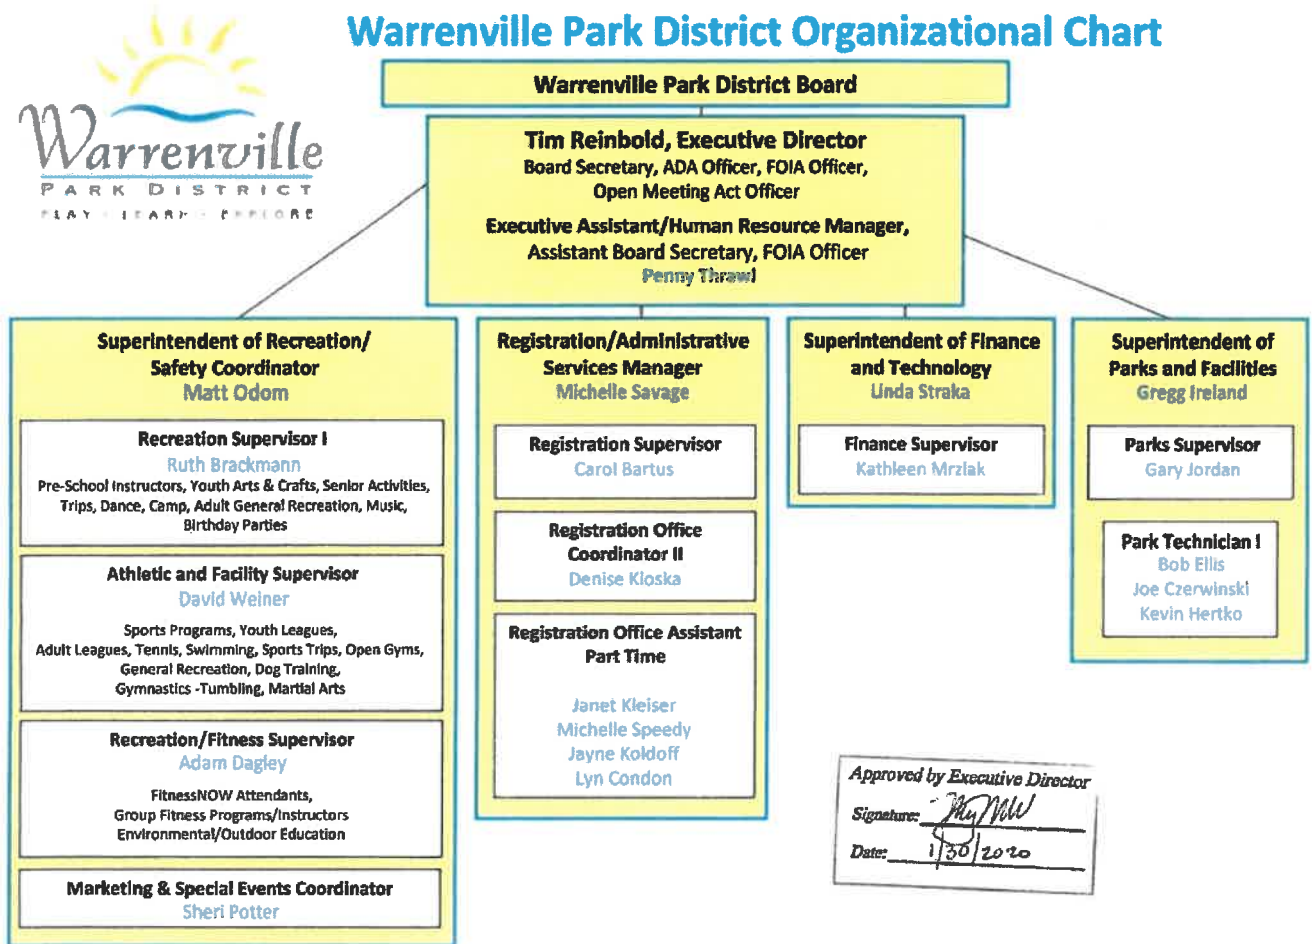 Warrenville Park District Organizational Chart
Warrenville
PARK DISTRICT
PLAY · LEARN · EXPLORE
Warrenville Park District Board
Tim Reinbold, Executive Director
Board Secretary, ADA Officer, FOIA Officer,
Open Meeting Act Officer
Executive Assistant/Human Resource Manager,
Assistant Board Secretary, FOIA Officer
Penny Thrawl
Superintendent of Recreation/
Safety Coordinator
Matt Odom
Recreation Supervisor I
Ruth Brackmann
Pre-School Instructors, Youth Arts & Crafts, Senior Activities,
Trips, Dance, Camp, Adult General Recreation, Music,
Birthday Parties
Athletic and Facility Supervisor
David Weiner
Sports Programs, Youth Leagues,
Adult Leagues, Tennis, Swimming, Sports Trips, Open Gyms,
General Recreation, Dog Training,
Gymnastics -Tumbling, Martial Arts
Recreation/Fitness Supervisor
Adam Dagley
FitnessNOW Attendants,
Group Fitness Programs/Instructors
Environmental/Outdoor Education
Marketing & Special Events Coordinator
Sheri Potter
Registration/Administrative
Services Manager
Michelle Savage
Registration Supervisor
Carol Bartus
Registration Office
Coordinator II
Denise Kloska
Registration Office Assistant
Part Time
Janet Kleiser
Michelle Speedy
Jayne Koldoff
Lyn Condon
Superintendent of Finance
and Technology
Linda Straka
Finance Supervisor
Kathleen Mrzlak
Superintendent of
Parks and Facilities
Gregg Ireland
Parks Supervisor
Gary Jordan
Park Technician I
Bob Ellis
Joe Czerwinski
Kevin Hertko
Approved by Executive Director
Signature:
Date: 1/30/2020